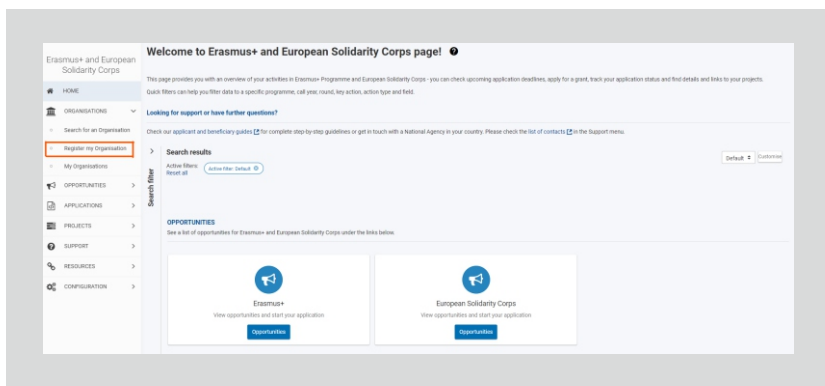 Erasmus+ and European
Solidarity Corps
HOME
ORGANISATIONS
Search for an Organisation
Register my Organisation
My Organisations
OPPORTUNITIES
APPLICATIONS
PROJECTS
SUPPORT
RESOURCES
CONFIGURATION
Welcome to Erasmus+ and European Solidarity Corps page!
This page provides you with an overview of your activities in Erasmus+ Programme and European Solidarity Corps - you can check upcoming application deadlines, apply for a grant, track your application status and find details and links to your projects.
Quick filters can help you filter data to a specific programme, call year, round, key action, action type and field.
Looking for support or have further questions?
Check our applicant and beneficiary guides for complete step-by-step guidelines or get in touch with a National Agency in your country. Please check the list of contacts in the Support menu.
Search filter
Search results
Default
Customise
Active filters:
Reset all
Active filter: Default
OPPORTUNITIES
See a list of opportunities for Erasmus+ and European Solidarity Corps under the links below.
Erasmus+
View opportunities and start your application
Opportunities
European Solidarity Corps
View opportunities and start your application
Opportunities